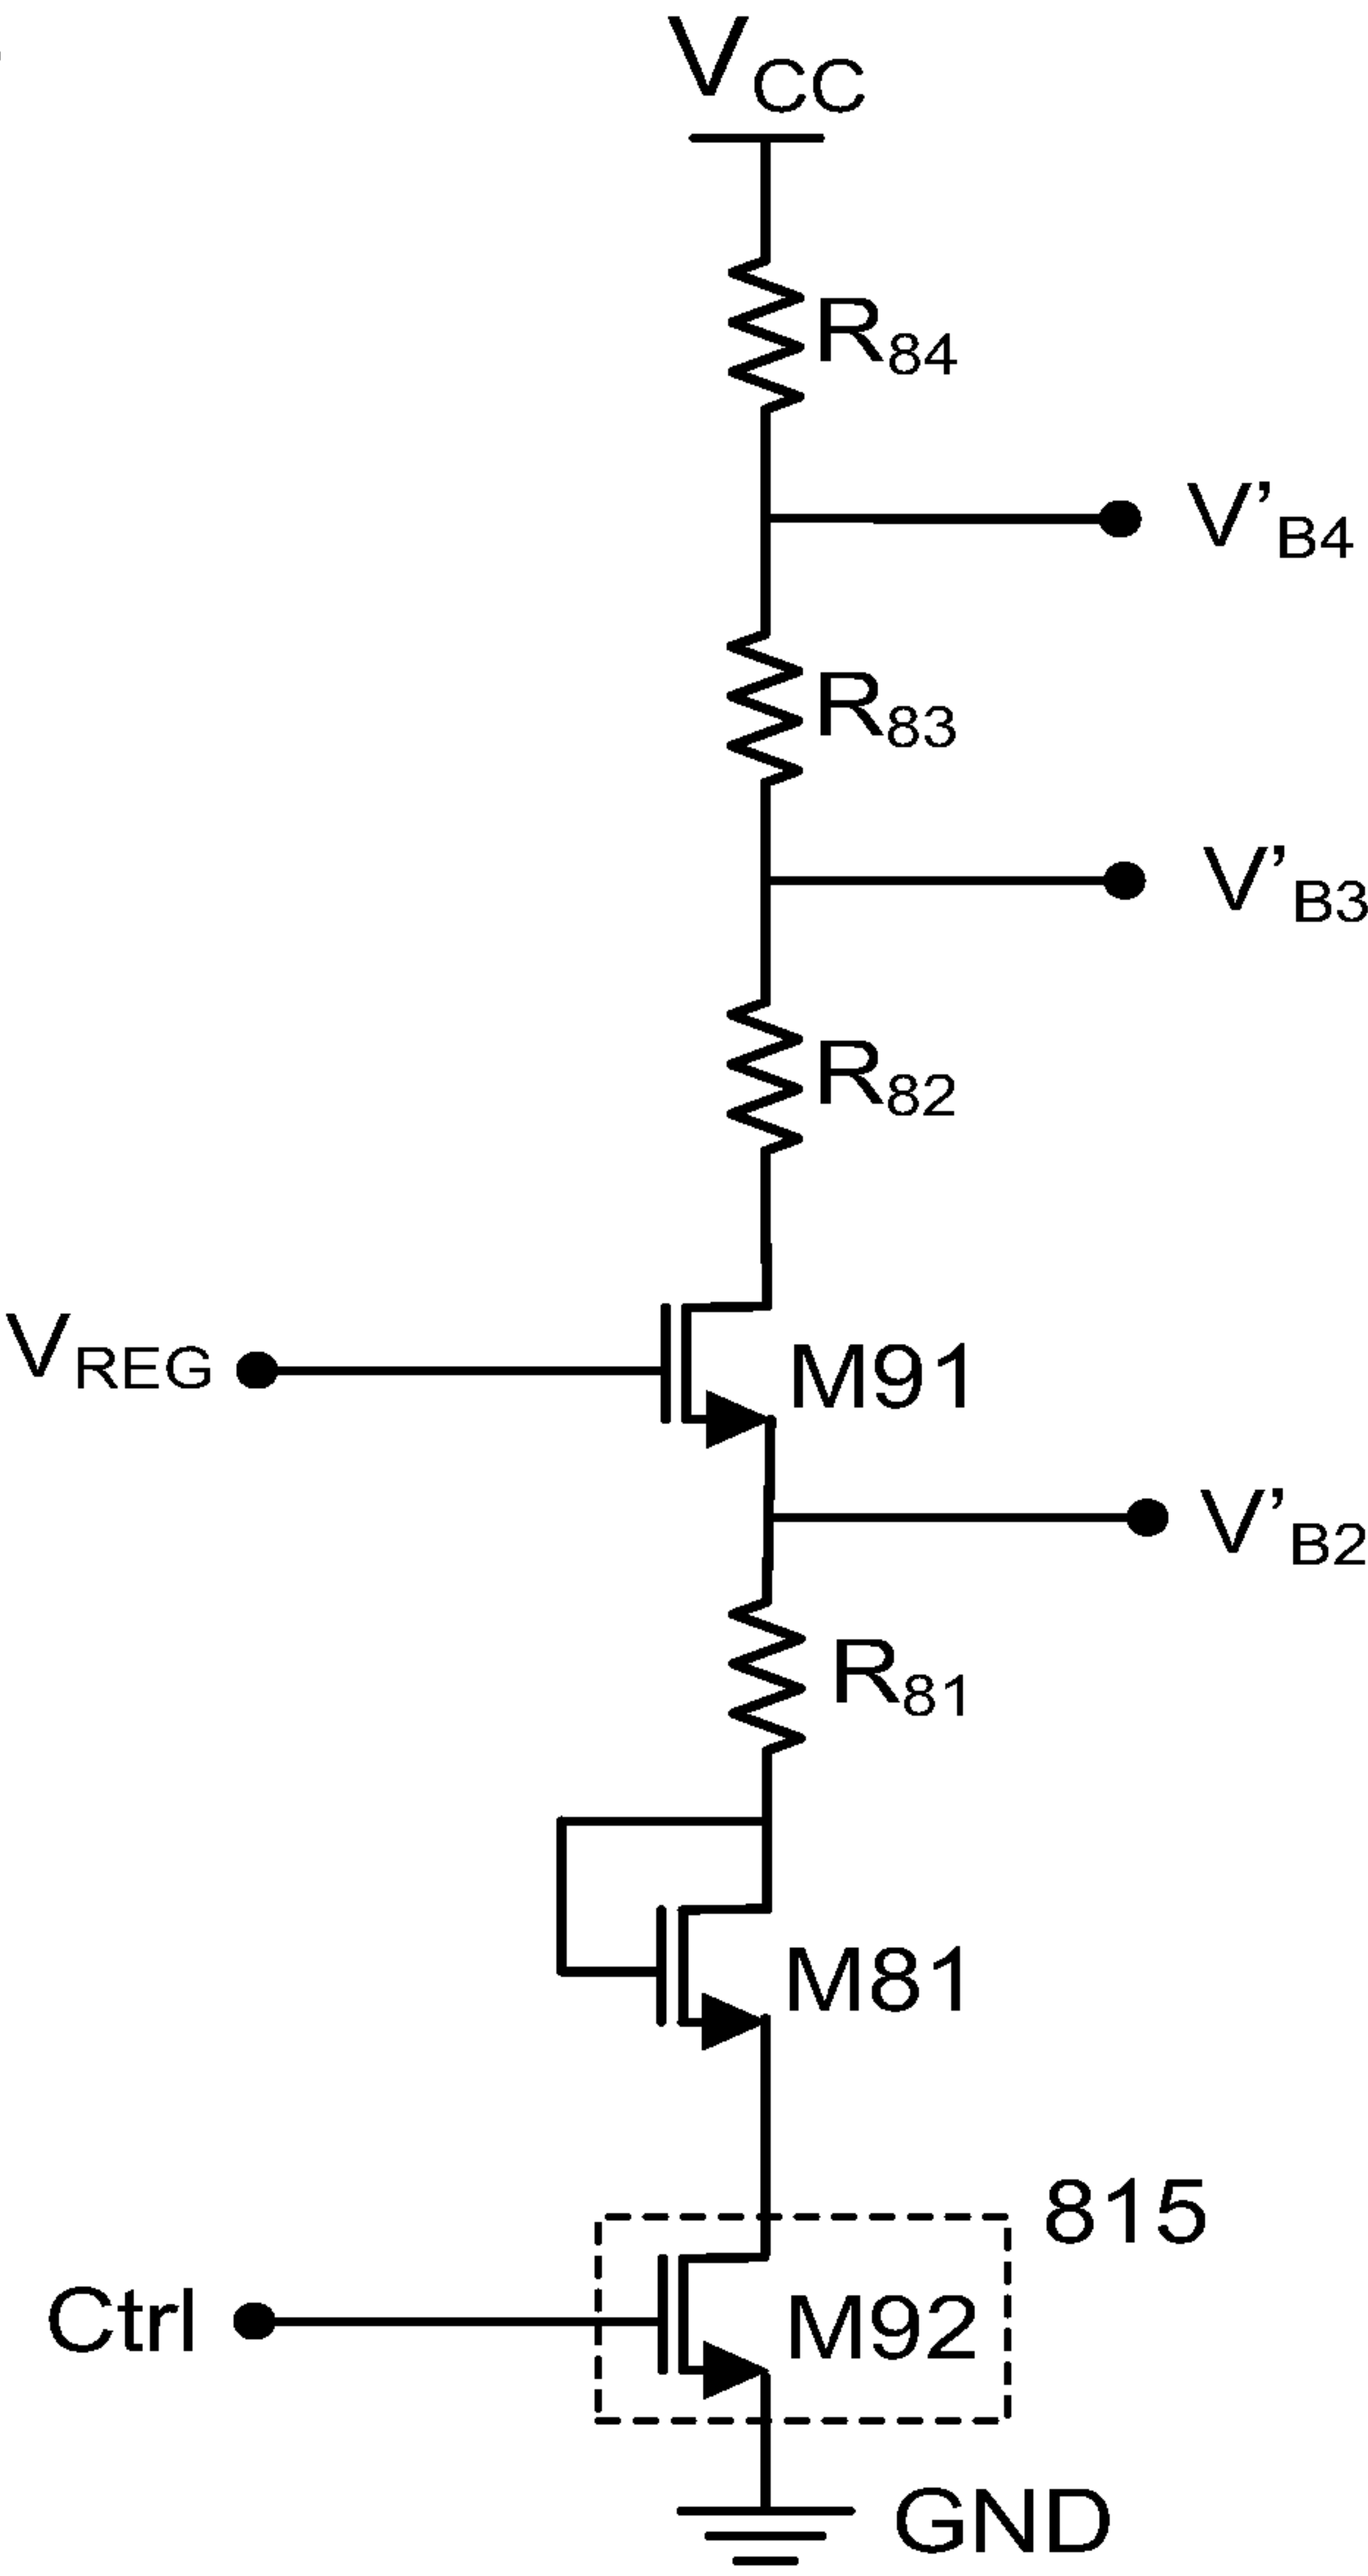 VCC
R84
V’B4
R83
V’B3
R82
VREG
M91
V’B2
R81
M81
815
Ctrl
M92
GND